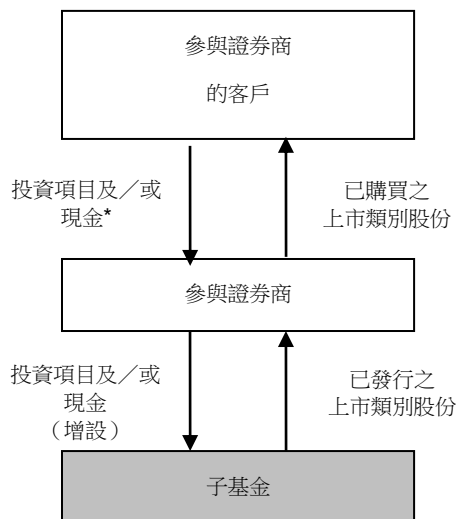 參與證券商
的客戶
投資項目及／或
現金*
已購買之
上市類別股份
參與證券商
投資項目及／或
現金
（增設）
已發行之
上市類別股份
子基金